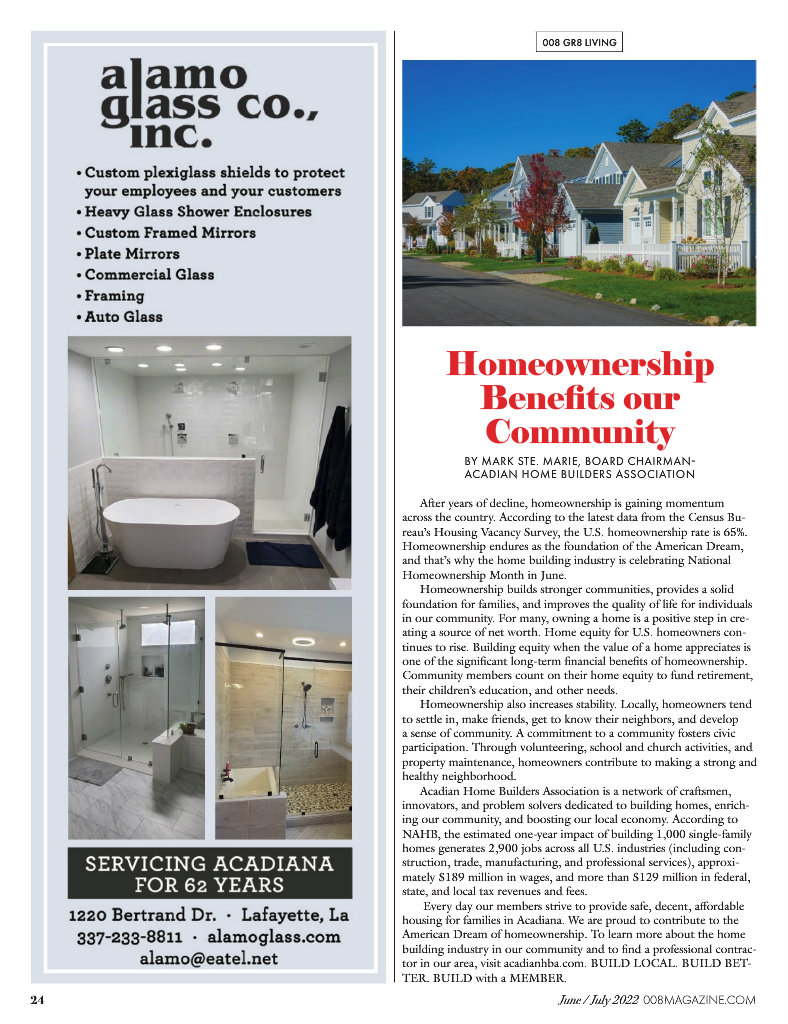 alamo
glass co.,
inc.
• Custom plexiglass shields to protect
your employees and your customers
• Heavy Glass Shower Enclosures
• Custom Framed Mirrors
• Plate Mirrors
• Commercial Glass
• Framing
• Auto Glass
SERVICING ACADIANA
FOR 62 YEARS
1220 Bertrand Dr. · Lafayette, La
337-233-8811 · alamoglass.com
alamo@eatel.net
008 GR8 LIVING
Homeownership
Benefits our
Community
BY MARK STE. MARIE, BOARD CHAIRMAN-
ACADIAN HOME BUILDERS ASSOCIATION
After years of decline, homeownership is gaining momentum
across the country. According to the latest data from the Census Bu-
reau's Housing Vacancy Survey, the U.S. homeownership rate is 65%.
Homeownership endures as the foundation of the American Dream,
and that's why the home building industry is celebrating National
Homeownership Month in June.
Homeownership builds stronger communities, provides a solid
foundation for families, and improves the quality of life for individuals
in our community. For many, owning a home is a positive step in cre-
ating a source of net worth. Home equity for U.S. homeowners con-
tinues to rise. Building equity when the value of a home appreciates is
one of the significant long-term financial benefits of homeownership.
Community members count on their home equity to fund retirement,
their children's education, and other needs.
Homeownership also increases stability. Locally, homeowners tend
to settle in, make friends, get to know their neighbors, and develop
a sense of community. A commitment to a community fosters civic
participation. Through volunteering, school and church activities, and
property maintenance, homeowners contribute to making a strong and
healthy neighborhood.
Acadian Home Builders Association is a network of craftsmen,
innovators, and problem solvers dedicated to building homes, enrich-
ing our community, and boosting our local economy. According to
NAHB, the estimated one-year impact of building 1,000 single-family
homes generates 2,900 jobs across all U.S. industries (including con-
struction, trade, manufacturing, and professional services), approxi-
mately $189 million in wages, and more than $129 million in federal,
state, and local tax revenues and fees.
Every day our members strive to provide safe, decent, affordable
housing for families in Acadiana. We are proud to contribute to the
American Dream of homeownership. To learn more about the home
building industry in our community and to find a professional contrac-
tor in our area, visit acadianhba.com. BUILD LOCAL. BUILD BET-
TER. BUILD with a MEMBER.
24
June / July 2022 008MAGAZINE.COM